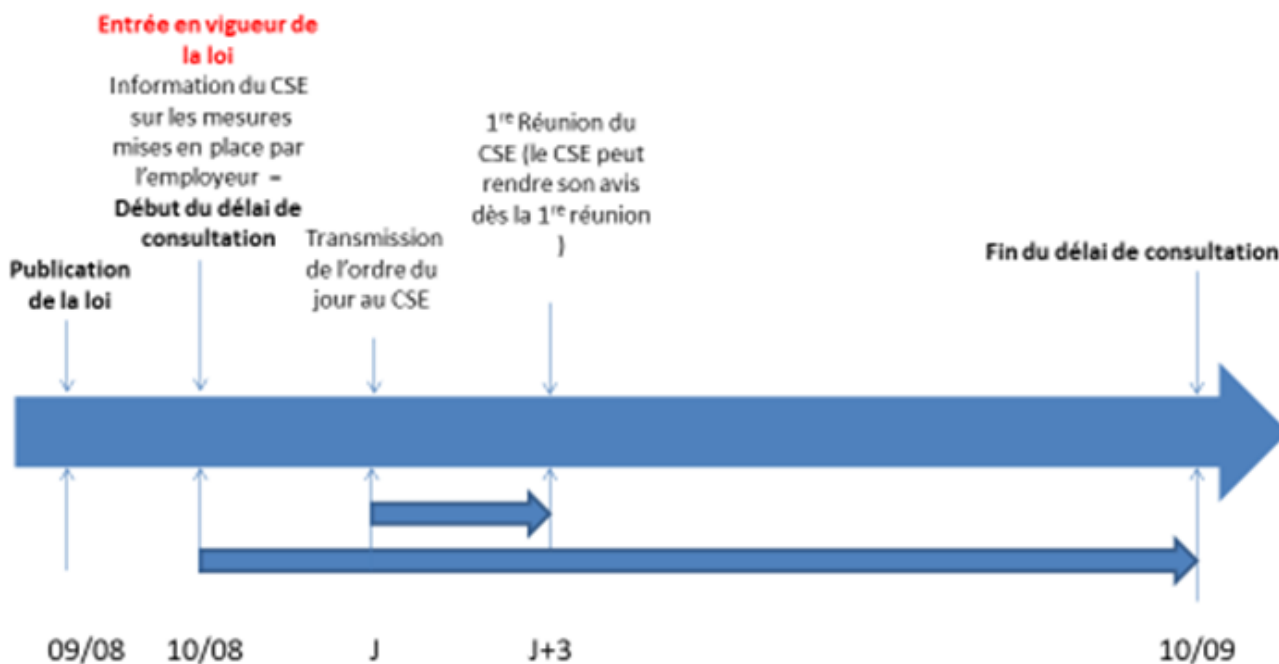 Entrée en vigueur de
la loi
Information du CSE
sur les mesures
mises en place par
l'employeur –
Début du délai de
consultation
Publication
de la loi
Transmission
de l'ordre du
jour au CSE
1re Réunion du
CSE (le CSE peut
rendre son avis
dès la 1re réunion
)
Fin du délai de consultation
09/08
10/08
J
J+3
10/09